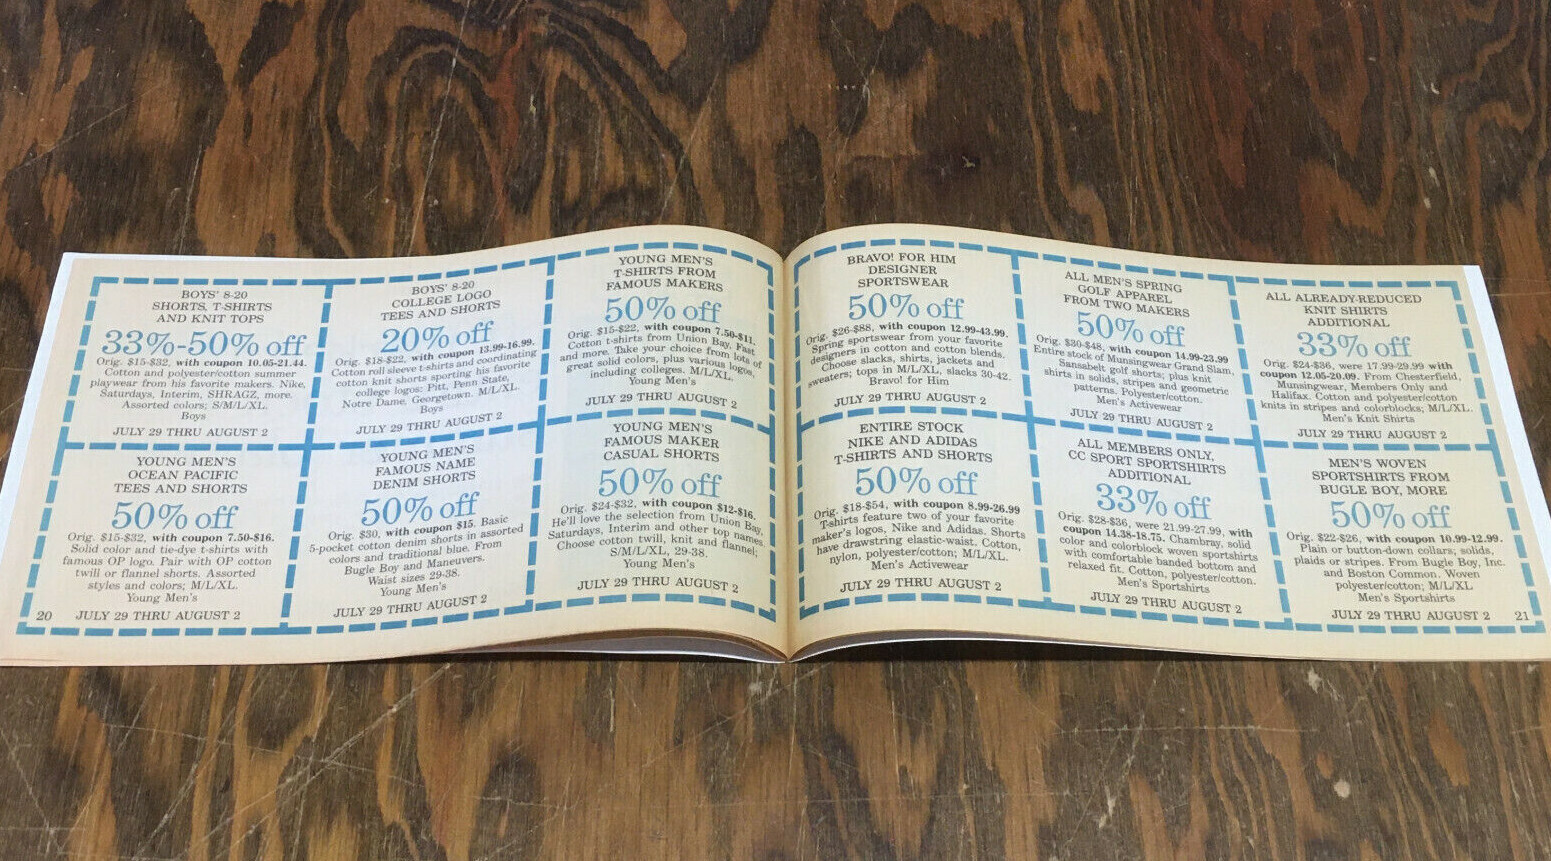 BOYS' 8-20
SHORTS, T-SHIRTS
AND KNIT TOPS
33%-50% off
Orig. $15-$32, with coupon 10.05-21.44.
Cotton and polyester/cotton summer
playwear from his favorite makers. Nike,
Saturdays, Interim, SHRAGZ, more.
Assorted colors; S/M/L/XL.
Boys
JULY 29 THRU AUGUST 2
BOYS' 8-20
COLLEGE LOGO
TEES AND SHORTS
20% off
Orig. $18-$22, with coupon 13.99-16.99.
Cotton roll sleeve t-shirts and coordinating
cotton knit shorts sporting his favorite
college logos: Pitt, Penn State,
Notre Dame, Georgetown. M/L/XL.
Boys
JULY 29 THRU AUGUST 2
YOUNG MEN'S
T-SHIRTS FROM
FAMOUS MAKERS
50% off
Orig. $15-$22, with coupon 7.50-$11.
Cotton t-shirts from Union Bay, Fast
and more. Take your choice from lots of
great solid colors, plus various logos,
including colleges. M/L/XL.
Young Men's
JULY 29 THRU AUGUST 2
YOUNG MEN'S
OCEAN PACIFIC
TEES AND SHORTS
50% off
Orig. $15-$32, with coupon 7.50-$16.
Solid color and tie-dye t-shirts with
famous OP logo. Pair with OP cotton
twill or flannel shorts. Assorted
styles and colors; M/L/XL.
Young Men's
20 JULY 29 THRU AUGUST 2
YOUNG MEN'S
FAMOUS NAME
DENIM SHORTS
50% off
Orig. $30, with coupon $15. Basic
5-pocket cotton denim shorts in assorted
colors and traditional blue. From
Bugle Boy and Maneuvers.
Waist sizes 29-38.
Young Men's
JULY 29 THRU AUGUST 2
YOUNG MEN'S
FAMOUS MAKER
CASUAL SHORTS
50% off
Orig. $24-$32, with coupon $12-$16.
He'll love the selection from Union Bay,
Saturdays, Interim and other top names.
Choose cotton twill, knit and flannel;
S/M/L/XL, 29-38.
Young Men's
JULY 29 THRU AUGUST 2
BRAVO! FOR HIM
DESIGNER
SPORTSWEAR
50% off
Orig. $26-$88, with coupon 12.99-43.99.
Spring sportswear from your favorite
designers in cotton and cotton blends.
Choose slacks, shirts, jackets and
sweaters; tops in M/L/XL, slacks 30-42.
Bravo! for Him
JULY 29 THRU AUGUST 2
ALL MEN'S SPRING
GOLF APPAREL
FROM TWO MAKERS
50% off
Orig. $30-$48, with coupon 14.99-23.99
Entire stock of Munsingwear Grand Slam,
Sansabelt golf shorts; plus knit
shirts in solids, stripes and geometric
patterns. Polyester/cotton.
Men's Activewear
JULY 29 THRU AUGUST 2
ALL ALREADY-REDUCED
KNIT SHIRTS
ADDITIONAL
33% off
Orig. $24-$36, were 17.99-29.99 with
coupon 12.05-20.09. From Chesterfield,
Munsingwear, Members Only and
Halifax. Cotton and polyester/cotton
knits in stripes and colorblocks; M/L/XL.
Men's Knit Shirts
JULY 29 THRU AUGUST 2
ENTIRE STOCK
NIKE AND ADIDAS
T-SHIRTS AND SHORTS
50% off
Orig. $18-$54, with coupon 8.99-26.99
T-shirts feature two of your favorite
maker's logos, Nike and Adidas. Shorts
have drawstring elastic-waist. Cotton,
nylon, polyester/cotton; M/L/XL.
Men's Activewear
JULY 29 THRU AUGUST 2
ALL MEMBERS ONLY,
CC SPORT SPORTSHIRTS
ADDITIONAL
33% off
Orig. $28-$36, were 21.99-27.99, with
coupon 14.38-18.75. Chambray, solid
color and colorblock woven sportshirts
with comfortable banded bottom and
relaxed fit. Cotton, polyester/cotton.
Men's Sportshirts
JULY 29 THRU AUGUST 2
MEN'S WOVEN
SPORTSHIRTS FROM
BUGLE BOY, MORE
50% off
Orig. $22-$26, with coupon 10.99-12.99.
Plain or button-down collars; solids,
plaids or stripes. From Bugle Boy, Inc.
and Boston Common. Woven
polyester/cotton; M/L/XL
Men's Sportshirts
JULY 29 THRU AUGUST 2 21